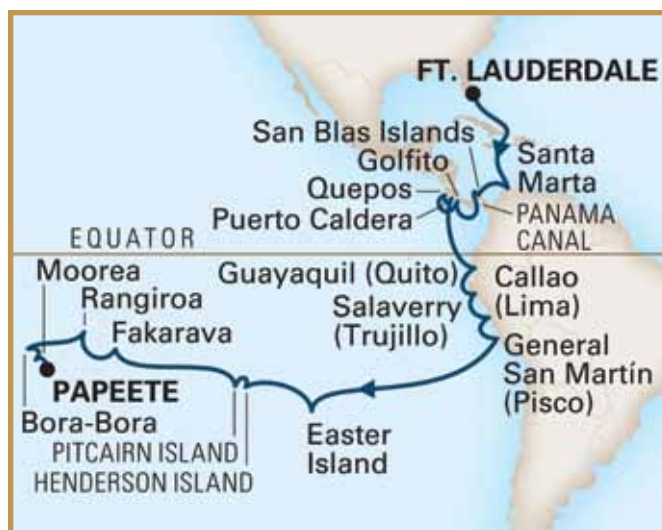 FT. LAUDERDALE
San Blas Islands
Golfito
Quepos
Puerto Caldera
Santa
Marta
PANAMA
CANAL
EQUATOR
Moorea
Rangiroa
Fakarava
Guayaquil (Quito)
Salaverry
(Trujillo)
Callao
(Lima)
General
San Martín
(Pisco)
PAPEETE
Bora-Bora
PITCAIRN ISLAND
HENDERSON ISLAND
Easter
Island